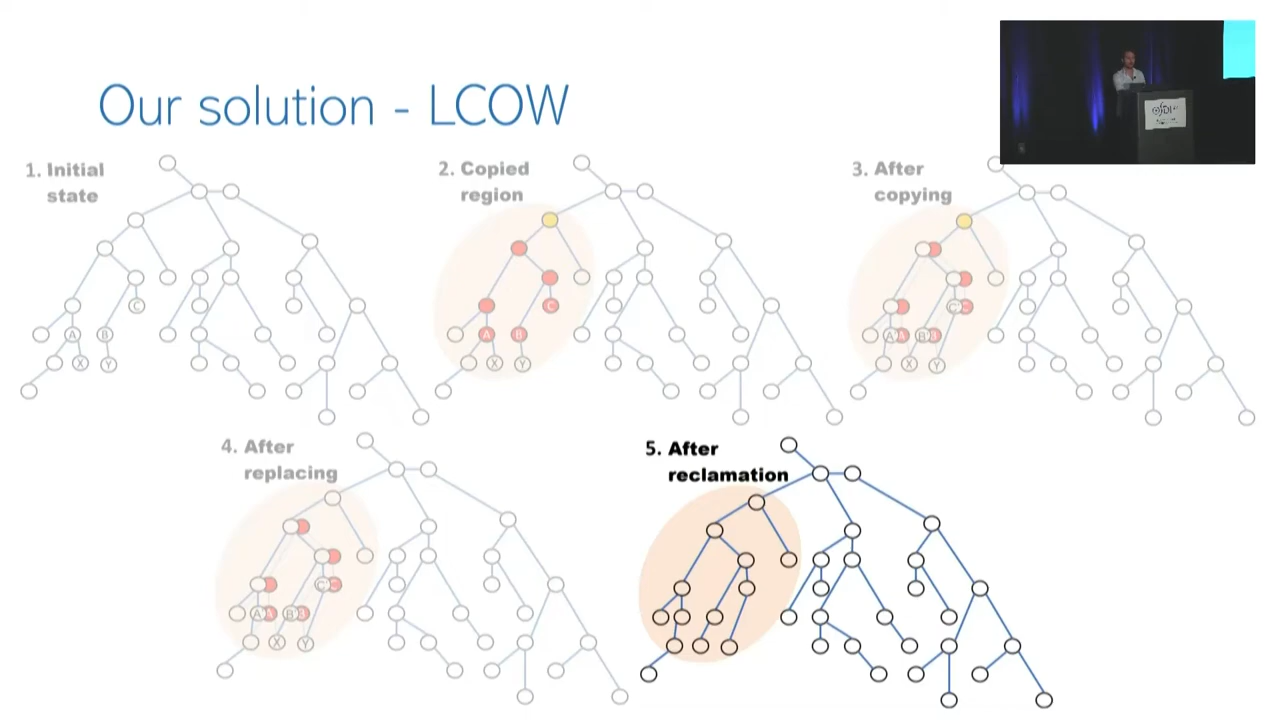 Our solution - LCOW
1. Initial
state
2. Copied
region
3. After
copying
C
A
B
X
Y
C
A
B
X
Y
X
Y
4. After
replacing
5. After
reclamation
X
Y